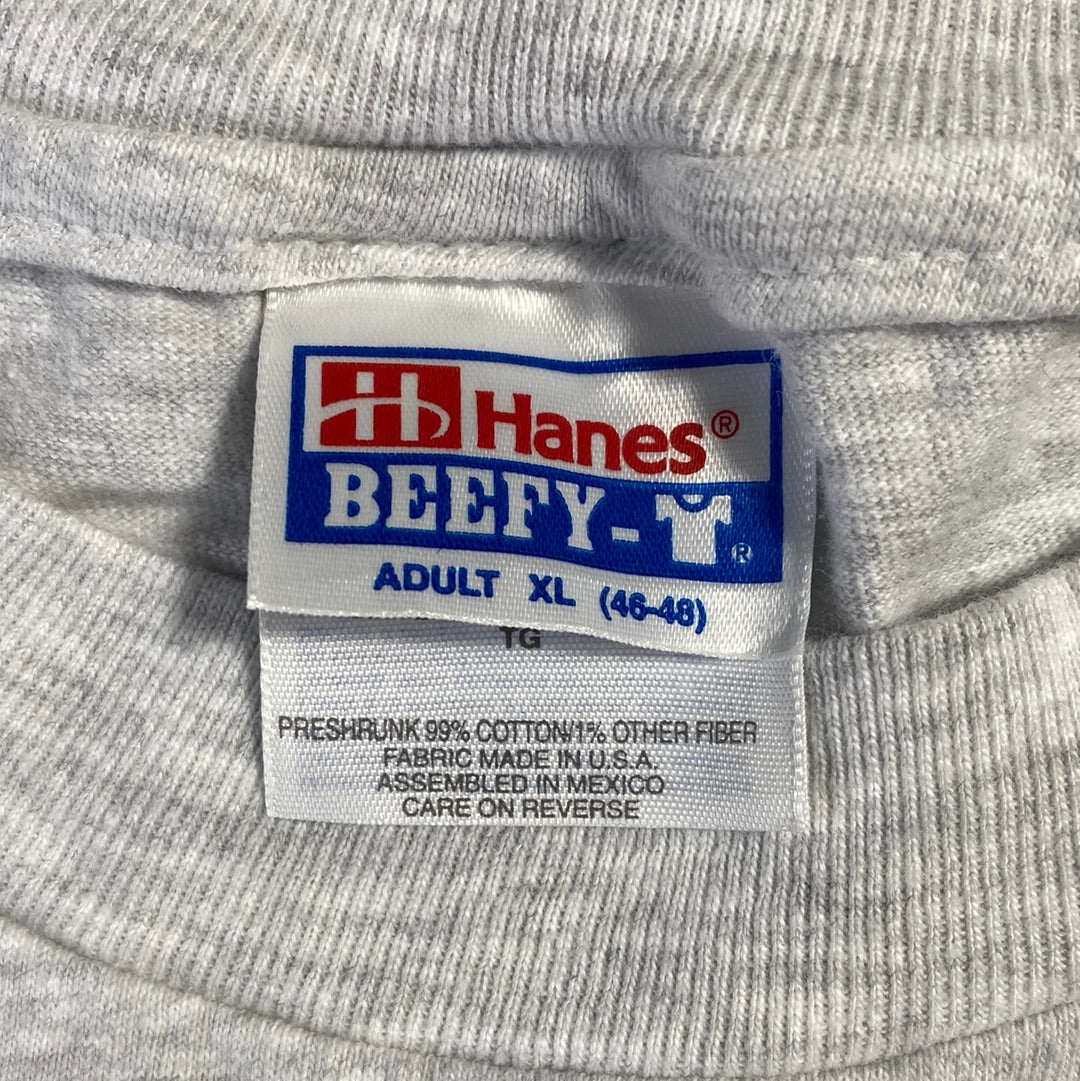 H Hanes®
BEEFY-T®
ADULT XL (46-48)
TG
PRESHRUNK 99% COTTON/1% OTHER FIBER
FABRIC MADE IN U.S.A.
ASSEMBLED IN MEXICO
CARE ON REVERSE